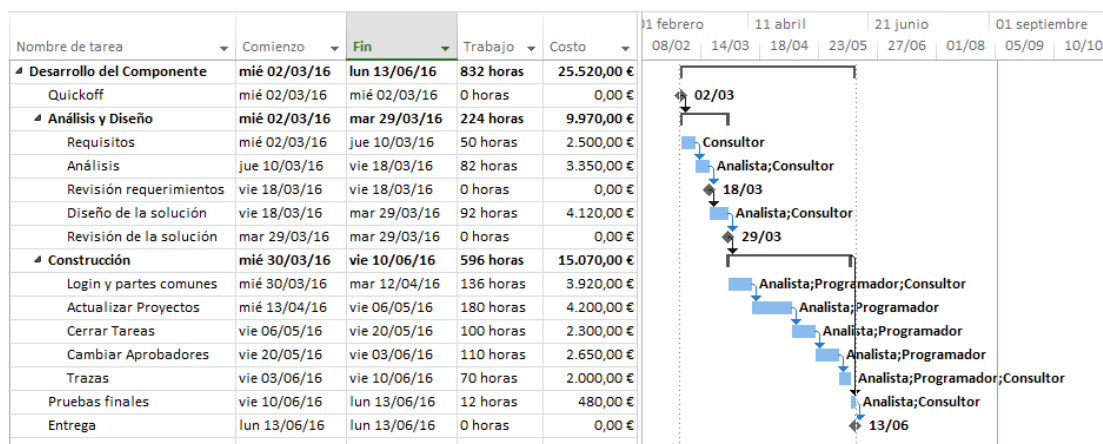 01 febrero 11 abril 21 junio 01 septiembre
Nombre de tarea Comienzo Fin Trabajo Costo 08/02 14/03 18/04 23/05 27/06 01/08 05/09 10/10
Desarrollo del Componente mié 02/03/16 lun 13/06/16 832 horas 25.520,00 €
Quickoff mié 02/03/16 mié 02/03/16 0 horas 0,00 € 02/03
Análisis y Diseño mié 02/03/16 mar 29/03/16 224 horas 9.970,00 €
Requisitos mié 02/03/16 jue 10/03/16 50 horas 2.500,00 € Consultor
Análisis jue 10/03/16 vie 18/03/16 82 horas 3.350,00 € Analista;Consultor
Revisión requerimientos vie 18/03/16 vie 18/03/16 0 horas 0,00 € 18/03
Diseño de la solución vie 18/03/16 mar 29/03/16 92 horas 4.120,00 € Analista;Consultor
Revisión de la solución mar 29/03/16 mar 29/03/16 0 horas 0,00 € 29/03
Construcción mié 30/03/16 vie 10/06/16 596 horas 15.070,00 €
Login y partes comunes mié 30/03/16 mar 12/04/16 136 horas 3.920,00 € Analista;Programador;Consultor
Actualizar Proyectos mié 13/04/16 vie 06/05/16 180 horas 4.200,00 € Analista;Programador
Cerrar Tareas vie 06/05/16 vie 20/05/16 100 horas 2.300,00 € Analista;Programador
Cambiar Aprobadores vie 20/05/16 vie 03/06/16 110 horas 2.650,00 € Analista;Programador
Trazas vie 03/06/16 vie 10/06/16 70 horas 2.000,00 € Analista;Programador;Consultor
Pruebas finales vie 10/06/16 lun 13/06/16 12 horas 480,00 € Analista;Consultor
Entrega lun 13/06/16 lun 13/06/16 0 horas 0,00 € 13/06